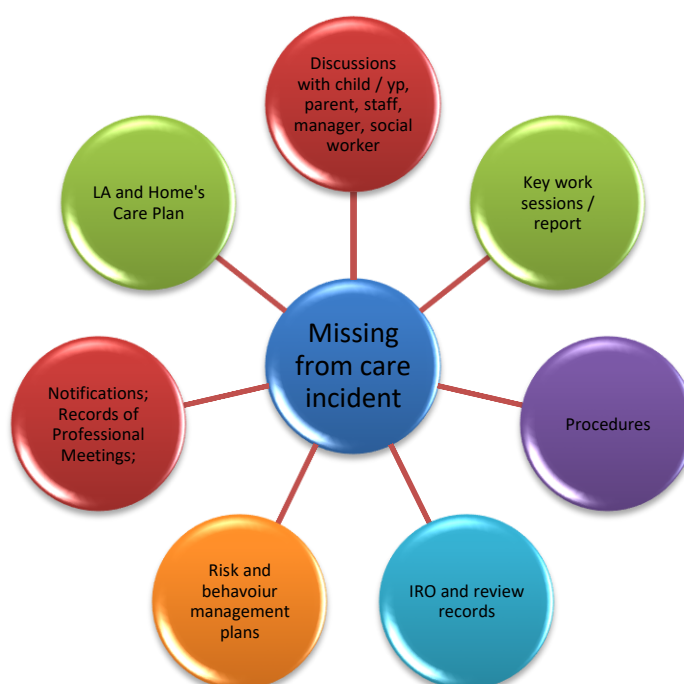 Discussions
with child / yp,
parent, staff,
manager, social
worker
LA and Home's
Care Plan
Key work
sessions /
report
Missing
from care
incident
Notifications;
Records of
Professional
Meetings;
Procedures
Risk and
behavoiur
management
plans
IRO and review
records